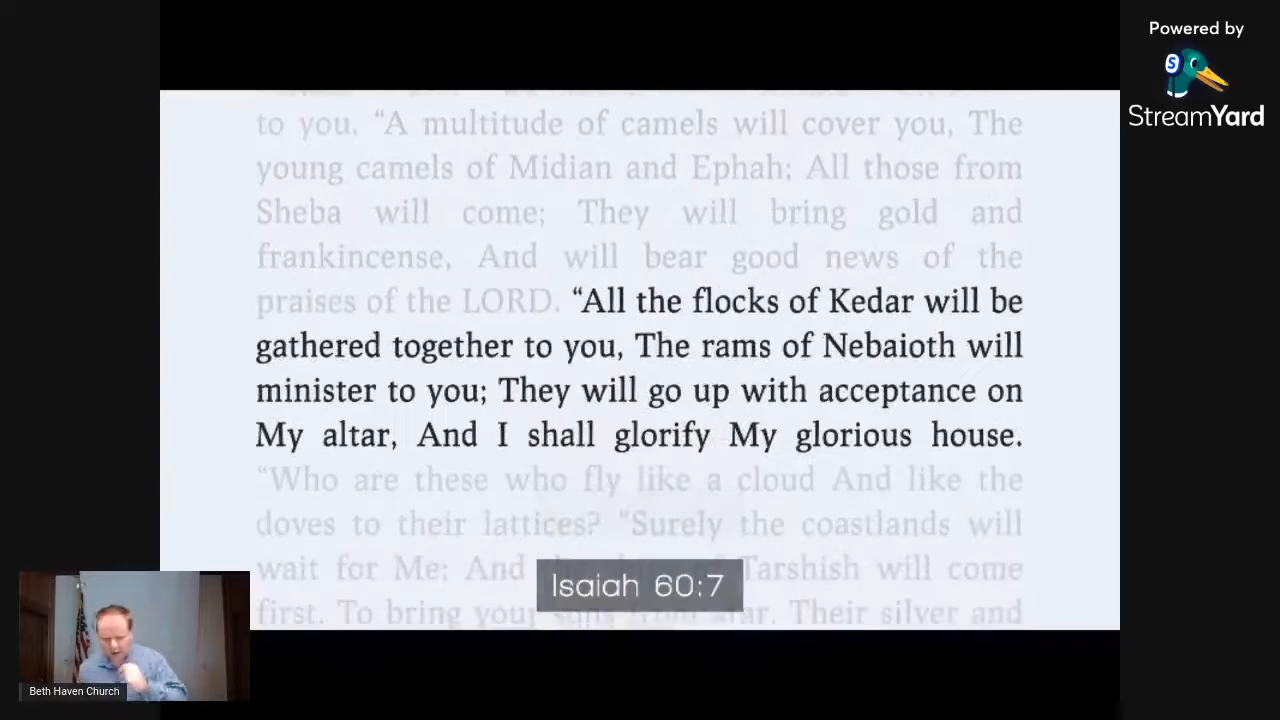 Powered by
StreamYard
to you. “A multitude of camels will cover you, The
young camels of Midian and Ephah; All those from
Sheba will come; They will bring gold and
frankincense, And will bear good news of the
praises of the LORD. “All the flocks of Kedar will be
gathered together to you, The rams of Nebaioth will
minister to you; They will go up with acceptance on
My altar, And I shall glorify My glorious house.
“Who are these who fly like a cloud And like the
doves to their lattices? “Surely the coastlands will
wait for Me; And Tarshish will come
first, To bring your Their silver and
Isaiah 60:7
Beth Haven Church